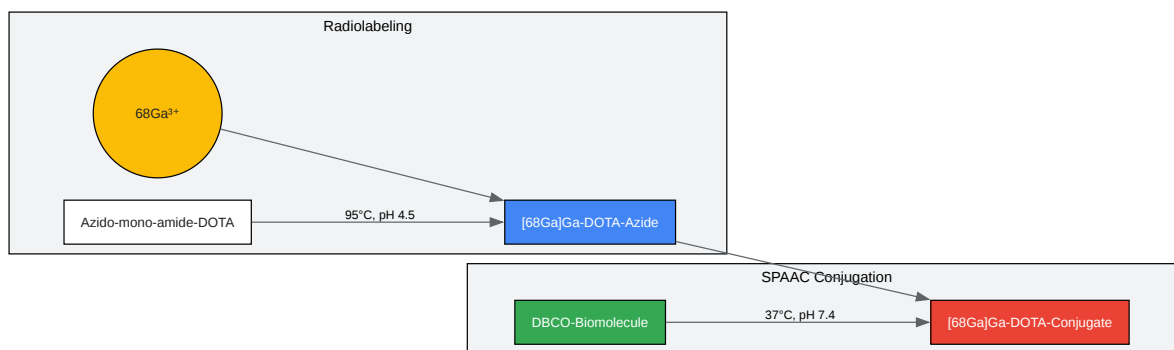 Radiolabeling
68Ga³⁺
Azido-mono-amide-DOTA
95°C, pH 4.5
[68Ga]Ga-DOTA-Azide
SPAAC Conjugation
DBCO-Biomolecule
37°C, pH 7.4
[68Ga]Ga-DOTA-Conjugate